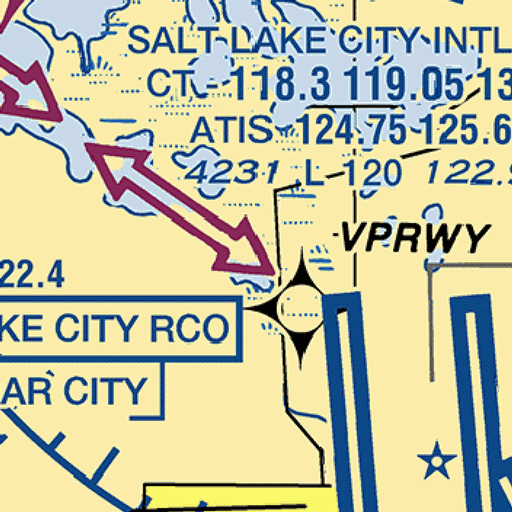 SALT LAKE CITY INTL
CT - 118.3 119.05 13
ATIS 124.75 125.6
4231 L 120 122.9
VPRWY
22.4
KE CITY RCO
AR CITY